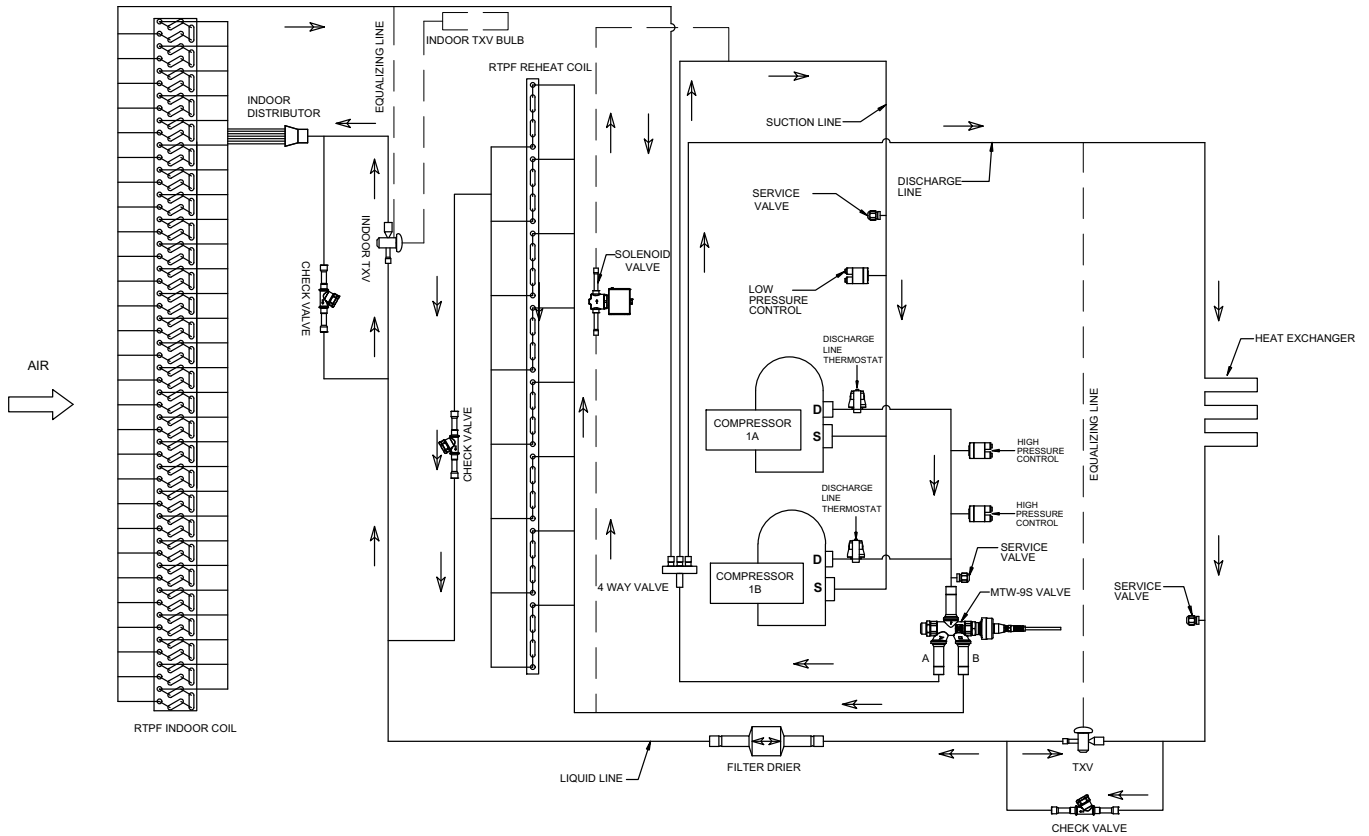 INDOOR TXV BULB
EQUALIZING LINE
RTPF REHEAT COIL
INDOOR
DISTRIBUTOR
SUCTION LINE
DISCHARGE
LINE
SERVICE
VALVE
INDOOR TXV
SOLENOID
VALVE
CHECK VALVE
LOW
PRESSURE
CONTROL
HEAT EXCHANGER
AIR
DISCHARGE
LINE
THERMOSTAT
COMPRESSOR
1A
D
S
EQUALIZING LINE
CHECK VALVE
HIGH
PRESSURE
CONTROL
DISCHARGE
LINE
THERMOSTAT
HIGH
PRESSURE
CONTROL
SERVICE
VALVE
4 WAY VALVE
COMPRESSOR
1B
D
S
MTW-9S VALVE
SERVICE
VALVE
A
B
RTPF INDOOR COIL
LIQUID LINE
FILTER DRIER
TXV
CHECK VALVE